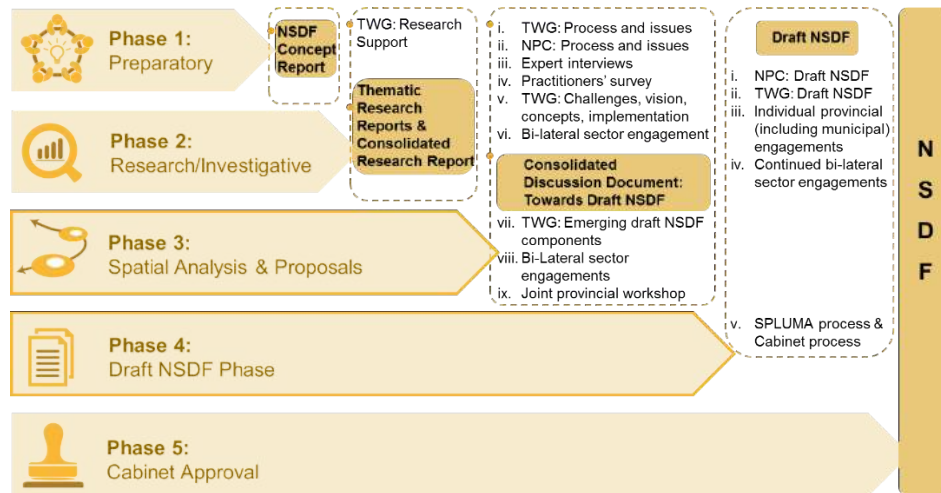 Phase 1:
Preparatory
NSDF
Concept
Report
TWG: Research
Support
Thematic
Research
Reports &
Consolidated
Research Report
i. TWG: Process and issues
ii. NPC: Process and issues
iii. Expert interviews
iv. Practitioners' survey
v. TWG: Challenges, vision,
concepts, implementation
vi. Bi-lateral sector engagement
Consolidated
Discussion Document:
Towards Draft NSDF
vii. TWG: Emerging draft NSDF
components
viii. Bi-Lateral sector
engagements
ix. Joint provincial workshop
Draft NSDF
i. NPC: Draft NSDF
ii. TWG: Draft NSDF
iii. Individual provincial
(including municipal)
engagements
iv. Continued bi-lateral
sector engagements
v. SPLUMA process &
Cabinet process
Phase 2:
Research/Investigative
Phase 3:
Spatial Analysis & Proposals
Phase 4:
Draft NSDF Phase
Phase 5:
Cabinet Approval
N
S
D
F